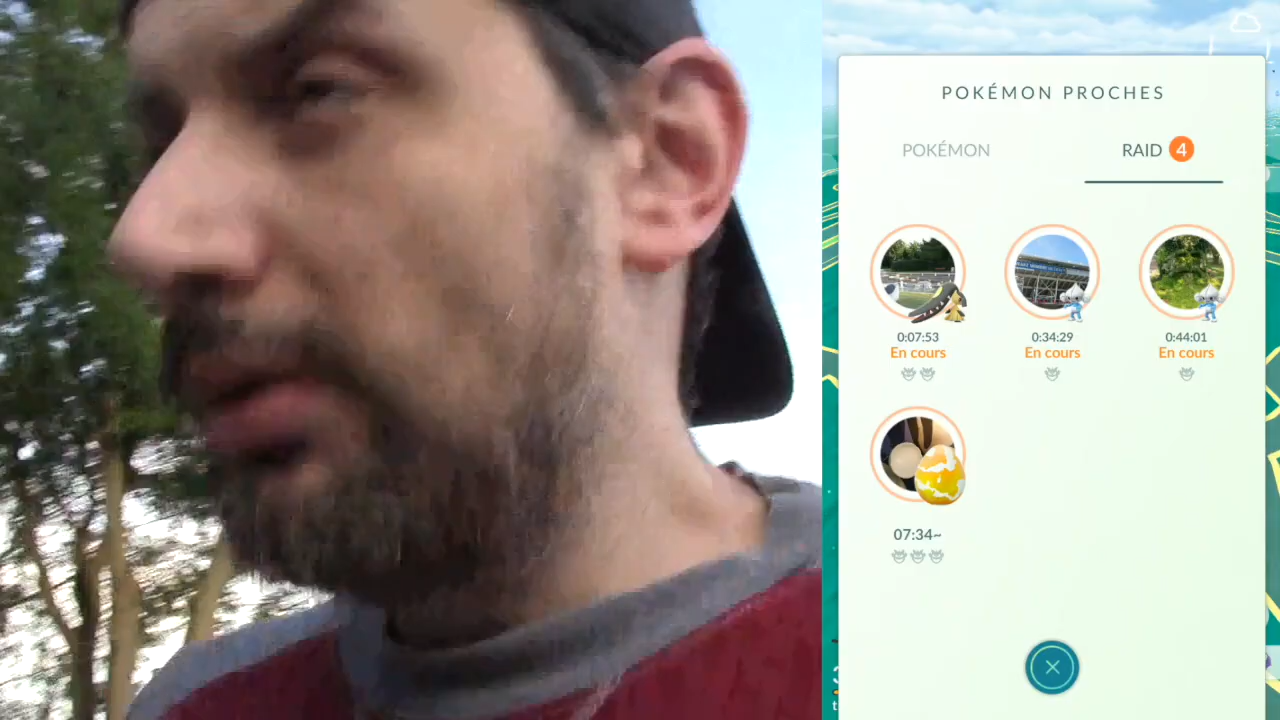 POKÉMON PROCHES
POKÉMON
RAID 4
0:07:53
0:34:29
0:44:01
En cours
En cours
En cours
07:34~